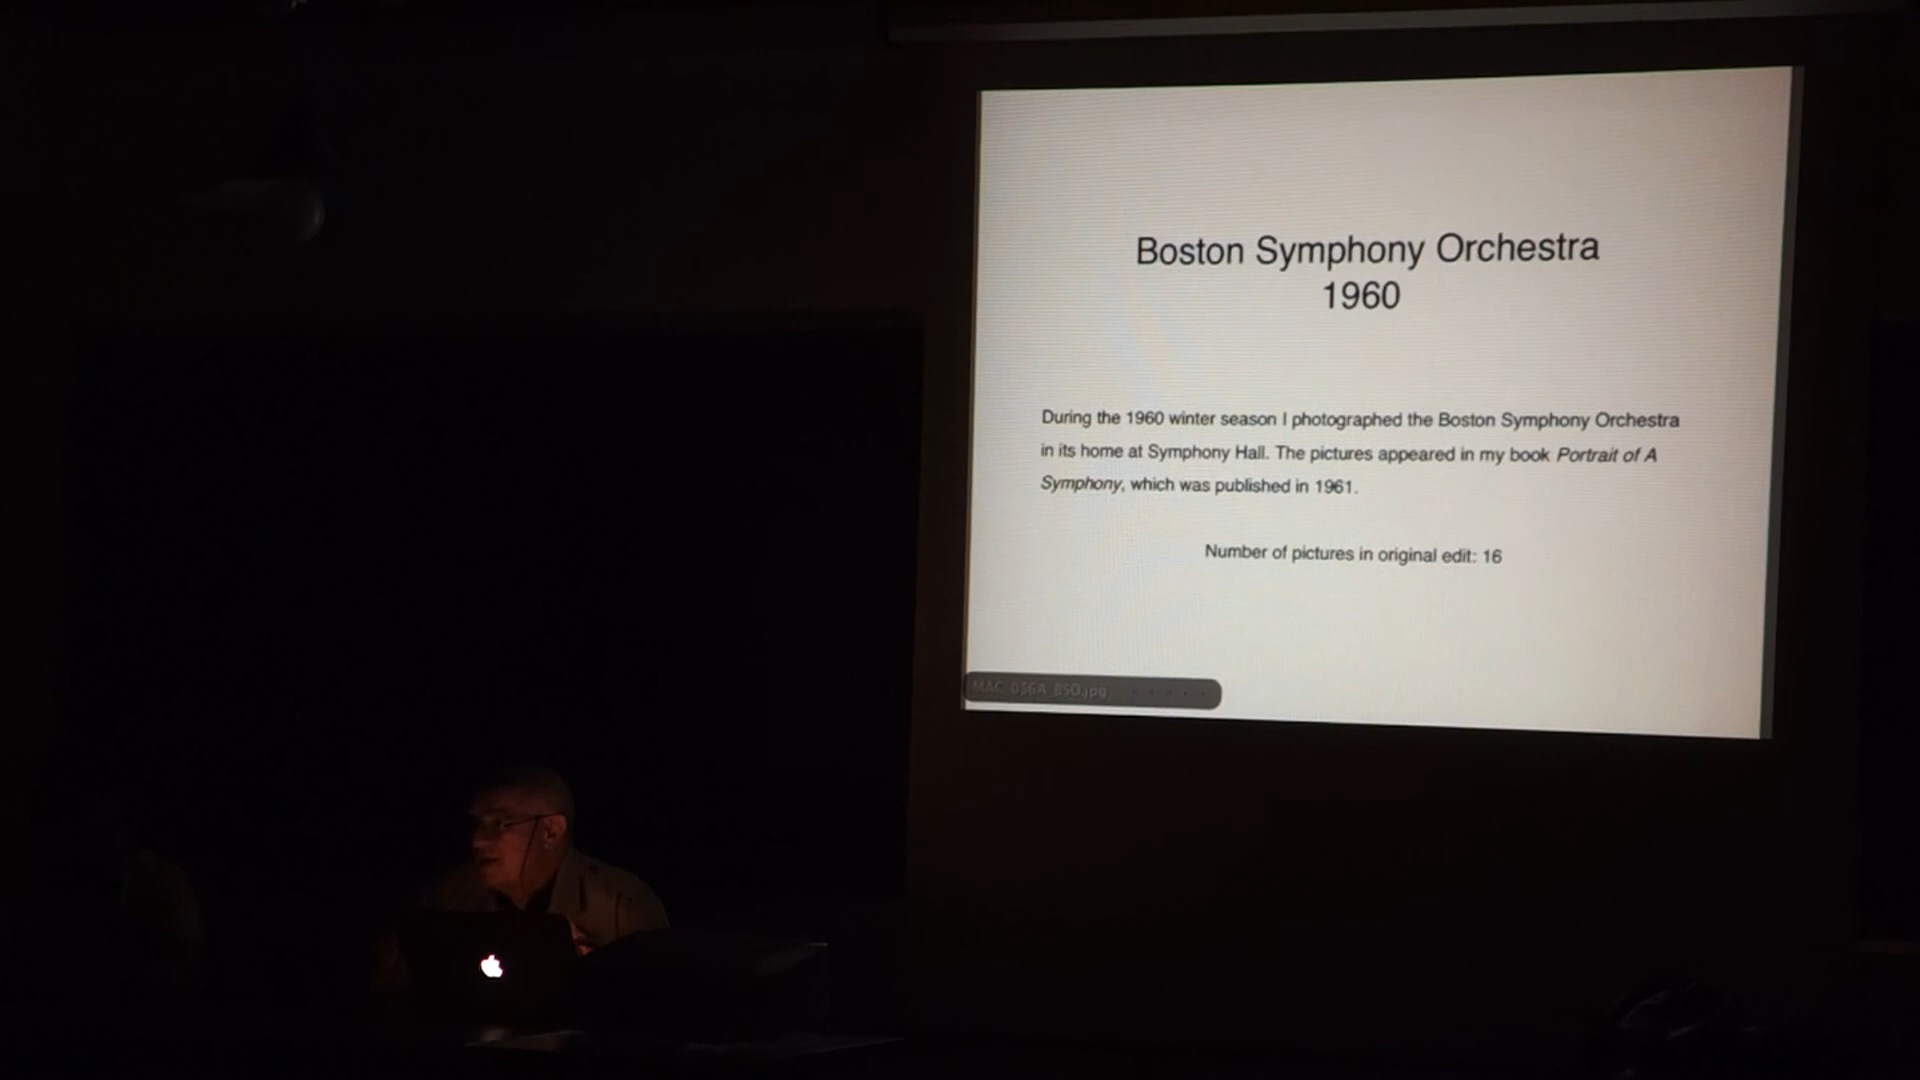 Boston Symphony Orchestra
1960
During the 1960 winter season I photographed the Boston Symphony Orchestra
in its home at Symphony Hall. The pictures appeared in my book Portrait of A
Symphony, which was published in 1961.
Number of pictures in original edit: 16
MAC_056A_BSO.jpg